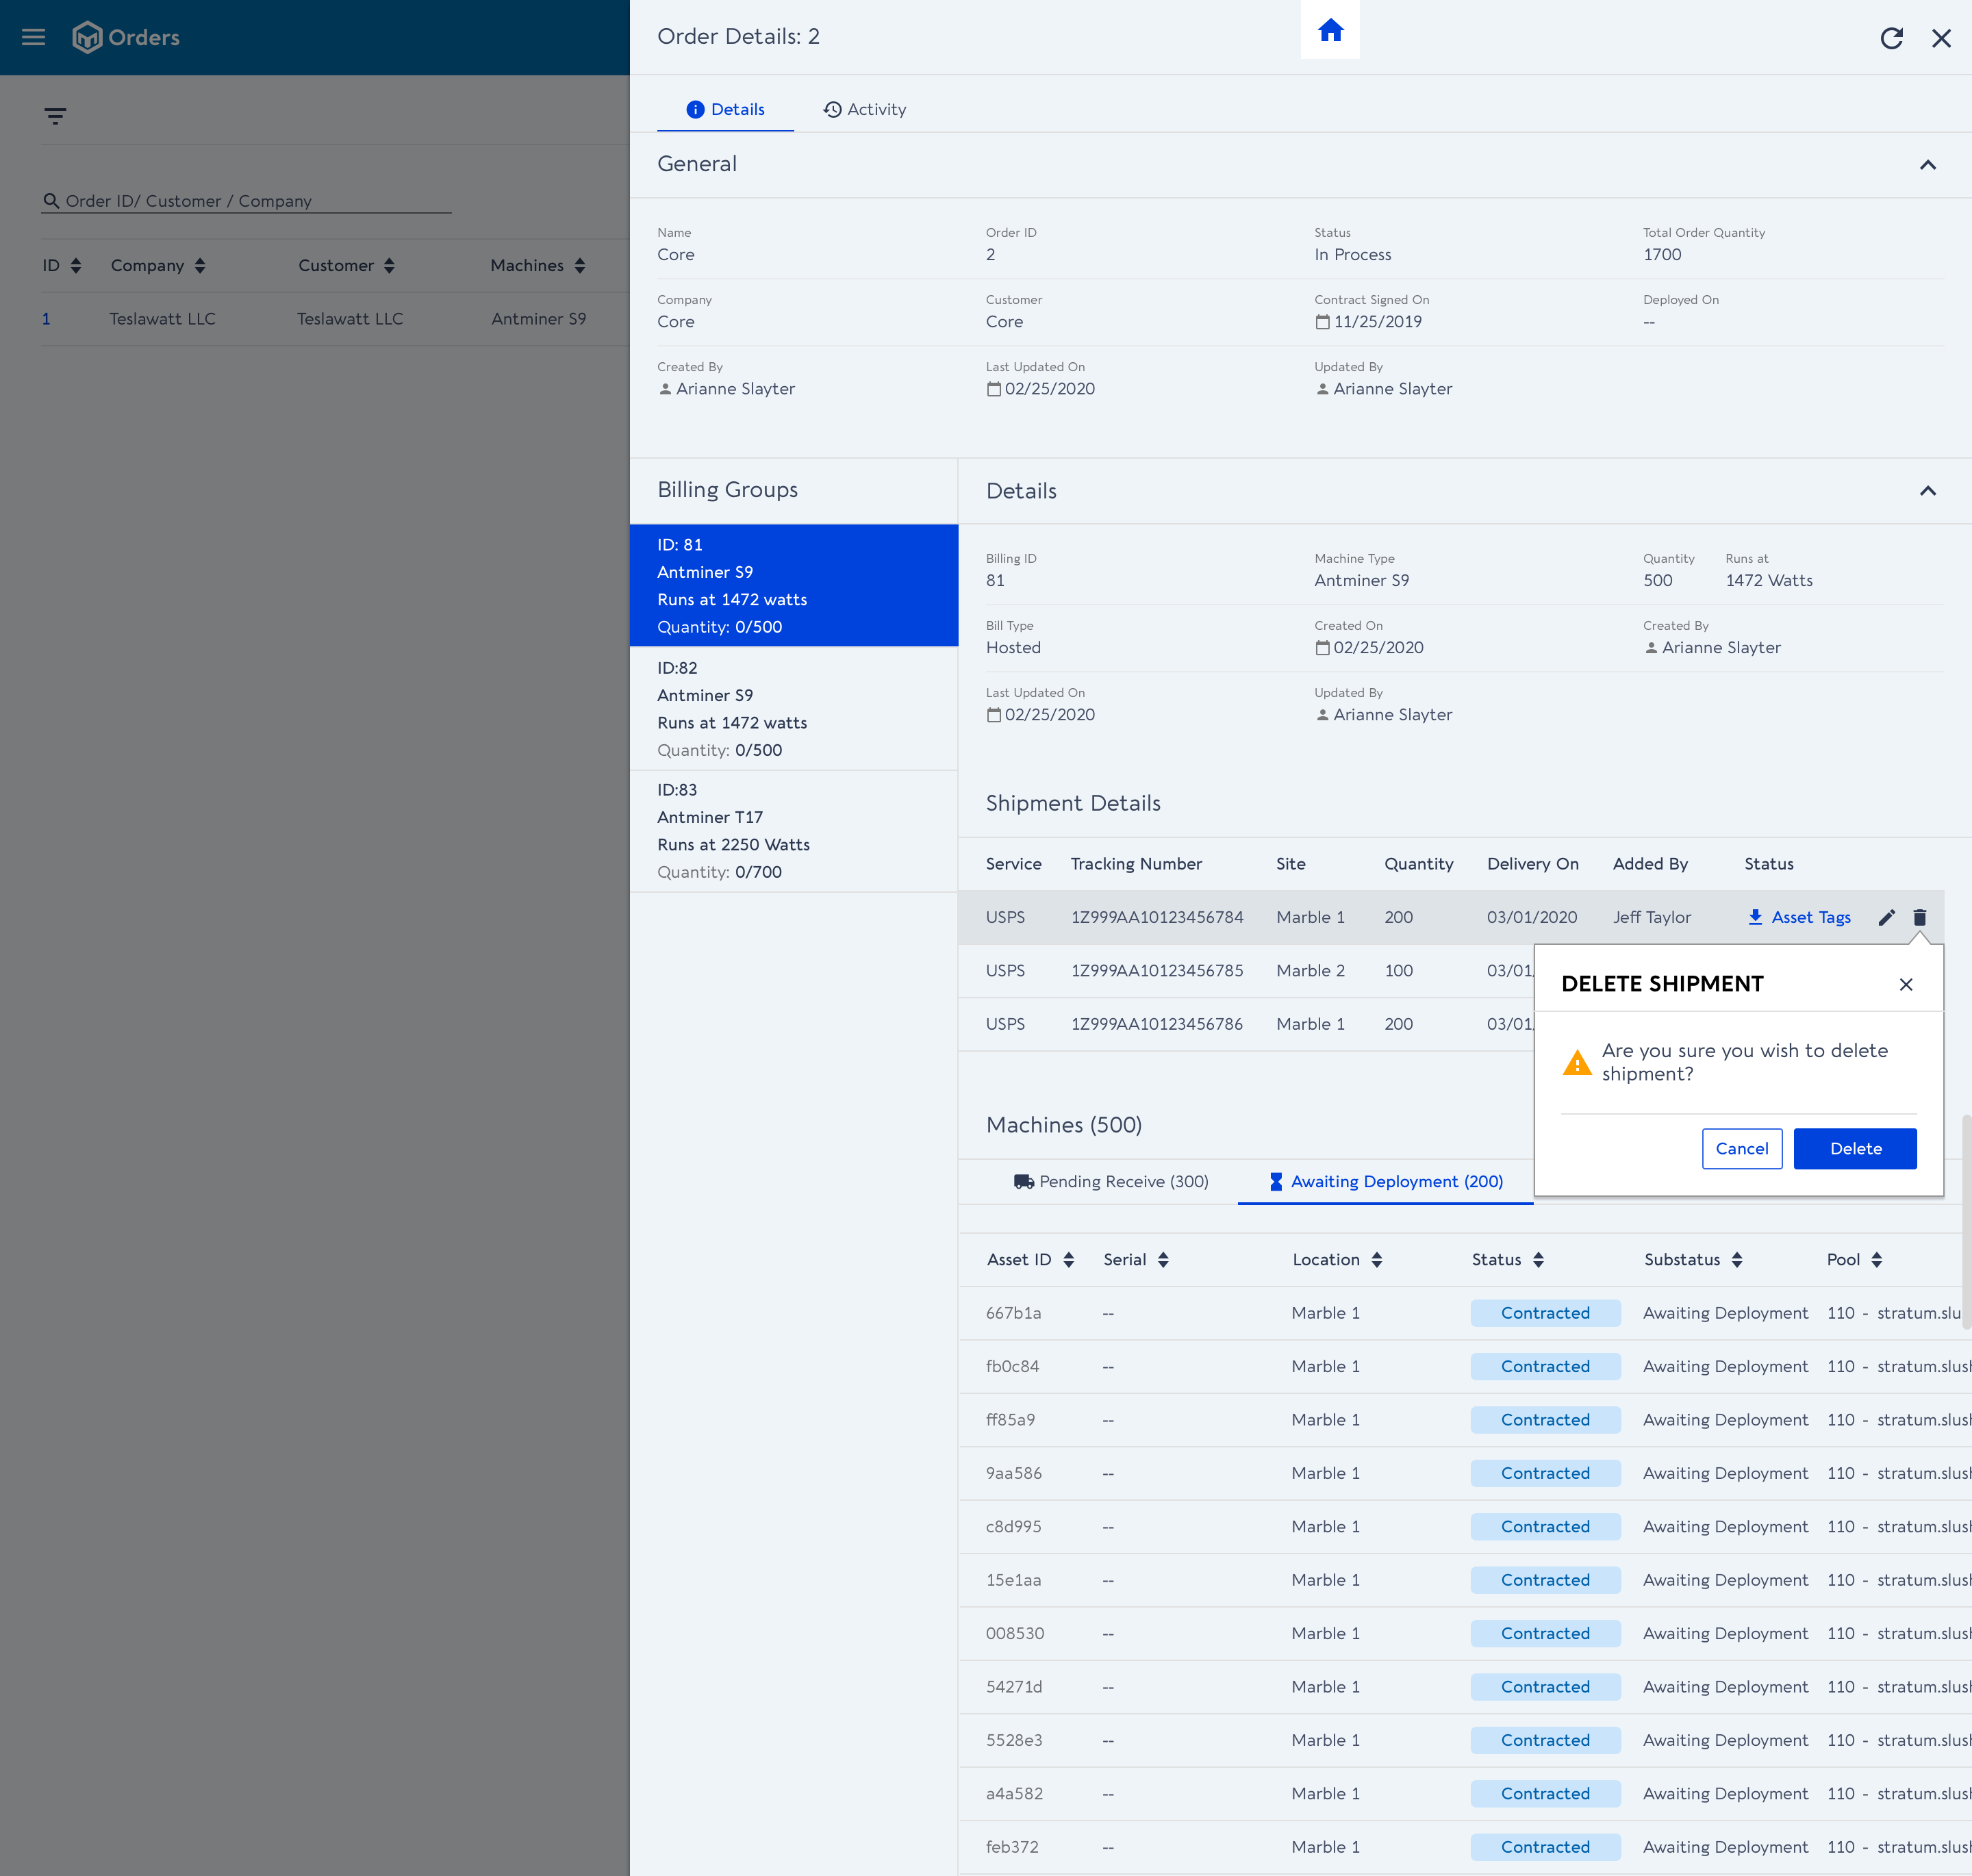 Orders
Order ID/ Customer / Company
ID Company Customer Machines
1 Teslawatt LLC Teslawatt LLC Antminer S9
Order Details: 2
Details Activity
General
Name Order ID Status Total Order Quantity
Core 2 In Process 1700
Company Customer Contract Signed On Deployed On
Core Core 11/25/2019 --
Created By Last Updated On Updated By
Arianne Slayter 02/25/2020 Arianne Slayter
Billing Groups
ID: 81
Antminer S9
Runs at 1472 watts
Quantity: 0/500
ID:82
Antminer S9
Runs at 1472 watts
Quantity: 0/500
ID:83
Antminer T17
Runs at 2250 Watts
Quantity: 0/700
Details
Billing ID Machine Type Quantity Runs at
81 Antminer S9 500 1472 Watts
Bill Type Created On Created By
Hosted 02/25/2020 Arianne Slayter
Last Updated On Updated By
02/25/2020 Arianne Slayter
Shipment Details
Service Tracking Number Site Quantity Delivery On Added By Status
USPS 1Z999AA10123456784 Marble 1 200 03/01/2020 Jeff Taylor Asset Tags
USPS 1Z999AA10123456785 Marble 2 100 03/01
USPS 1Z999AA10123456786 Marble 1 200 03/01
DELETE SHIPMENT
Are you sure you wish to delete
shipment?
Cancel Delete
Machines (500)
Pending Receive (300) Awaiting Deployment (200)
Asset ID Serial Location Status Substatus Pool
667b1a -- Marble 1 Contracted Awaiting Deployment 110 - stratum.slu
fb0c84 -- Marble 1 Contracted Awaiting Deployment 110 - stratum.slush
ff85a9 -- Marble 1 Contracted Awaiting Deployment 110 - stratum.slush
9aa586 -- Marble 1 Contracted Awaiting Deployment 110 - stratum.slush
c8d995 -- Marble 1 Contracted Awaiting Deployment 110 - stratum.slush
15e1aa -- Marble 1 Contracted Awaiting Deployment 110 - stratum.slush
008530 -- Marble 1 Contracted Awaiting Deployment 110 - stratum.slush
54271d -- Marble 1 Contracted Awaiting Deployment 110 - stratum.slush
5528e3 -- Marble 1 Contracted Awaiting Deployment 110 - stratum.slush
a4a582 -- Marble 1 Contracted Awaiting Deployment 110 - stratum.slush
feb372 -- Marble 1 Contracted Awaiting Deployment 110 - stratum.slush